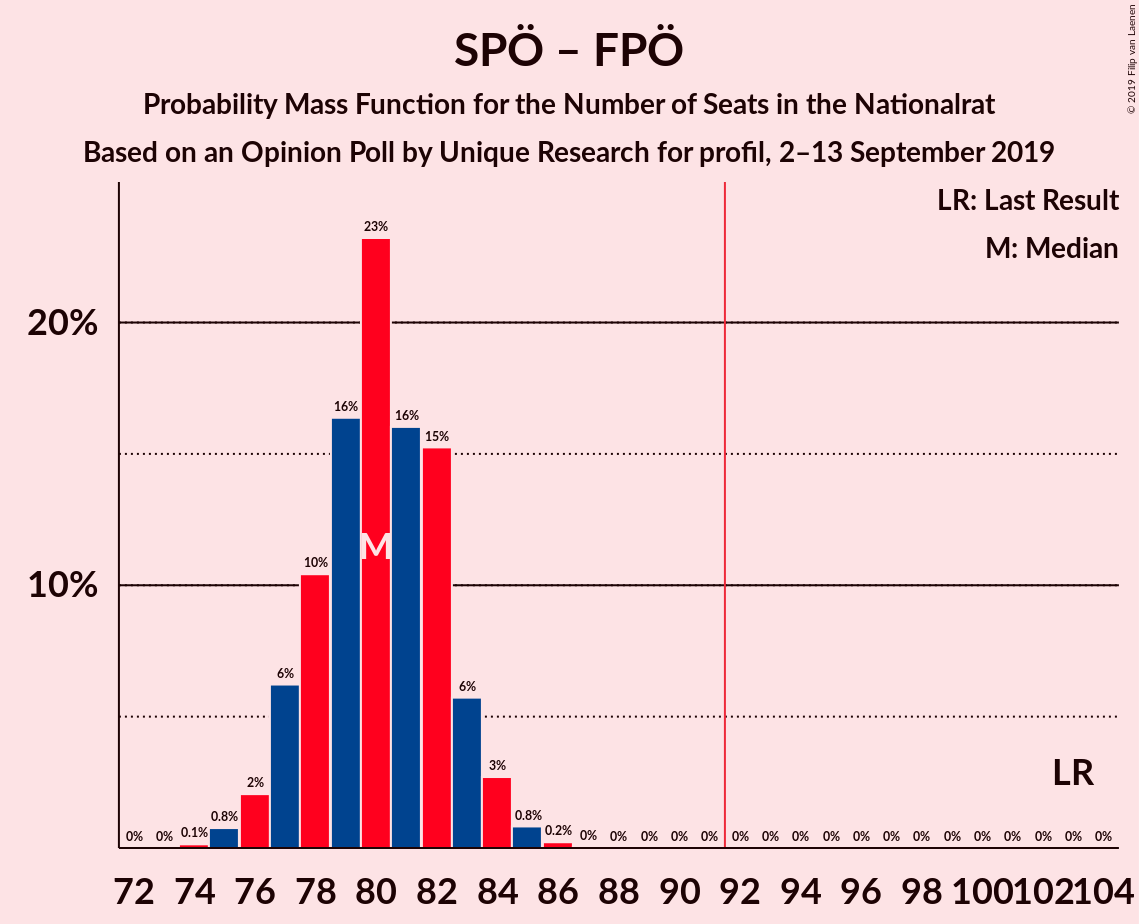 SPÖ – FPÖ
Probability Mass Function for the Number of Seats in the Nationalrat
Based on an Opinion Poll by Unique Research for profil, 2–13 September 2019
© 2019 Filip van Laenen
LR: Last Result
M: Median
20%
10%
0% 0% 0.1% 0.8% 2% 6% 10% 16% 23% 16% 15% 6% 3% 0.8% 0.2% 0% 0% 0% 0% 0% 0% 0% 0% 0% 0% 0% 0% 0% 0% 0% 0% 0% 0%
M
LR
72 74 76 78 80 82 84 86 88 90 92 94 96 98 100 102 104